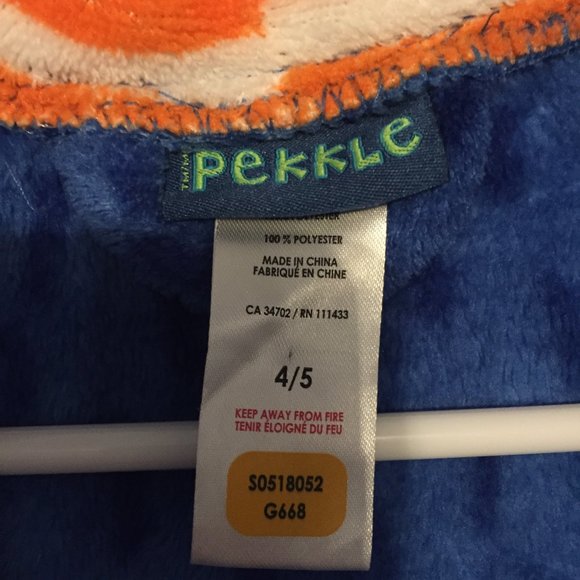 TM/MC
PEKKLE
100 % POLYESTER
MADE IN CHINA
FABRIQUÉ EN CHINE
CA 34702 / RN 111433
4/5
KEEP AWAY FROM FIRE
TENIR ÉLOIGNÉ DU FEU
S0518052
G668